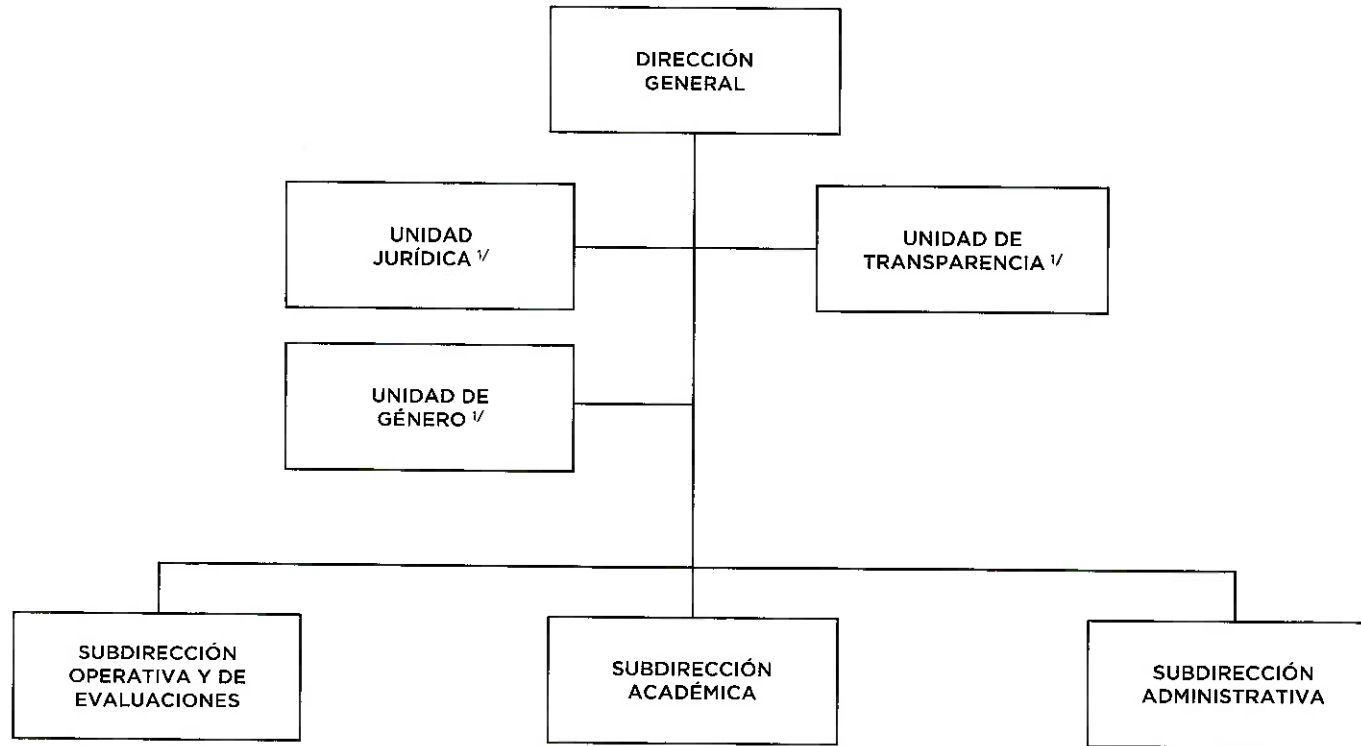 DIRECCIÓN
GENERAL
UNIDAD
JURÍDICA 1/
UNIDAD DE
TRANSPARENCIA 1/
UNIDAD DE
GÉNERO 1/
SUBDIRECCIÓN
OPERATIVA Y DE
EVALUACIONES
SUBDIRECCIÓN
ACADÉMICA
SUBDIRECCIÓN
ADMINISTRATIVA